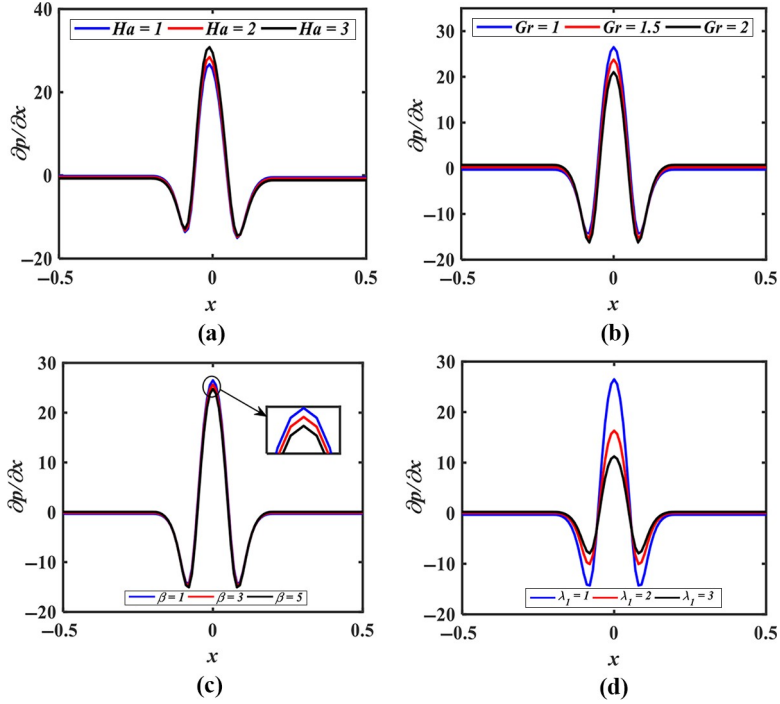 Ha = 1 Ha = 2 Ha = 3
40
20
0
−20
∂p/∂x
−0.5 0 0.5
x
(a)
Gr = 1 Gr = 1.5 Gr = 2
30
20
10
0
−10
−20
∂p/∂x
−0.5 0 0.5
x
(b)
30
20
10
0
−10
−20
∂p/∂x
β = 1 β = 3 β = 5
−0.5 0 0.5
x
(c)
30
20
10
0
−10
−20
∂p/∂x
λ₁ = 1 λ₁ = 2 λ₁ = 3
−0.5 0 0.5
x
(d)